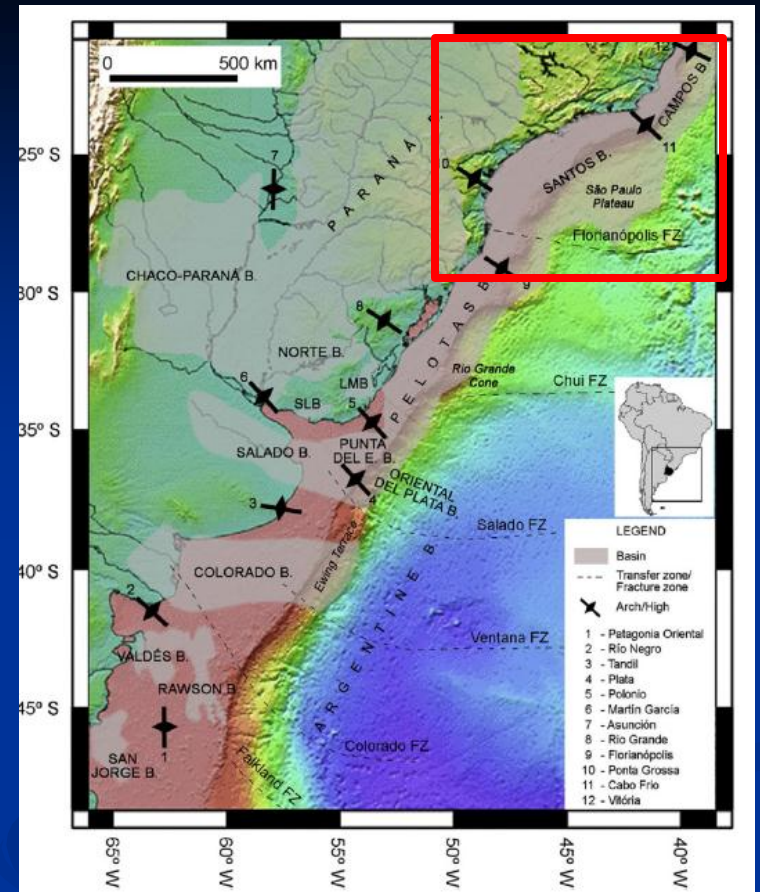 0 500 km
12
CAMPOS B
11
25° S
7
PARANÁ
0
SANTOS B.
São Paulo
Plateau
Florianópolis FZ
CHACO-PARANÁ B.
30° S
9
8
NORTE B.
PELOTAS B
Rio Grande
Cone
Chui FZ
6
LMB
SLB
5
35° S
SALADO B.
PUNTA
DEL E. B.
ORIENTAL
DEL PLATA B.
3
4
Salado FZ
Ewing Terrace
40° S
COLORADO B.
ARGENTINE B
2
Ventana FZ
VALDÉS B.
RAWSON B
45° S
Colorado FZ
SAN
JORGE B.
1
Falkland FZ
LEGEND
Basin
Transfer zone/
Fracture zone
Arch/High
1 - Patagonia Oriental
2 - Río Negro
3 - Tandil
4 - Plata
5 - Polonio
6 - Martín García
7 - Asunción
8 - Rio Grande
9 - Florianópolis
10 - Ponta Grossa
11 - Cabo Frio
12 - Vitória
65° W
60° W
55° W
50° W
45° W
40° W